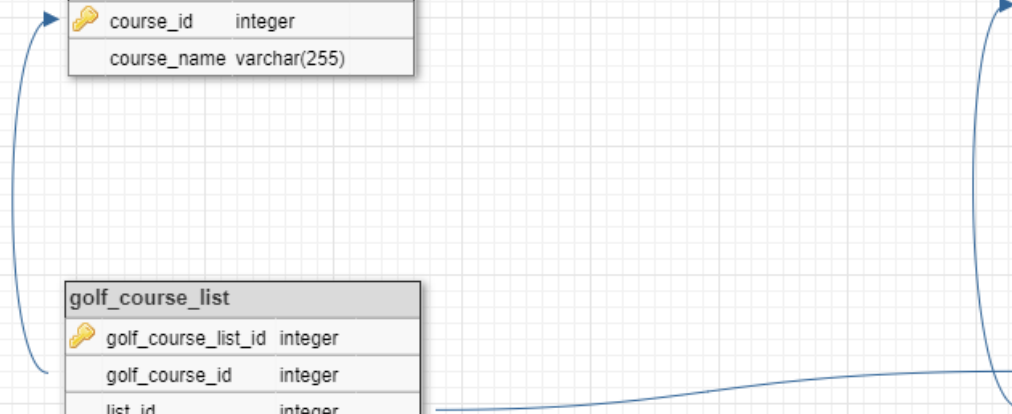 course_id integer
course_name varchar(255)
golf_course_list
golf_course_list_id integer
golf_course_id integer
list_id integer